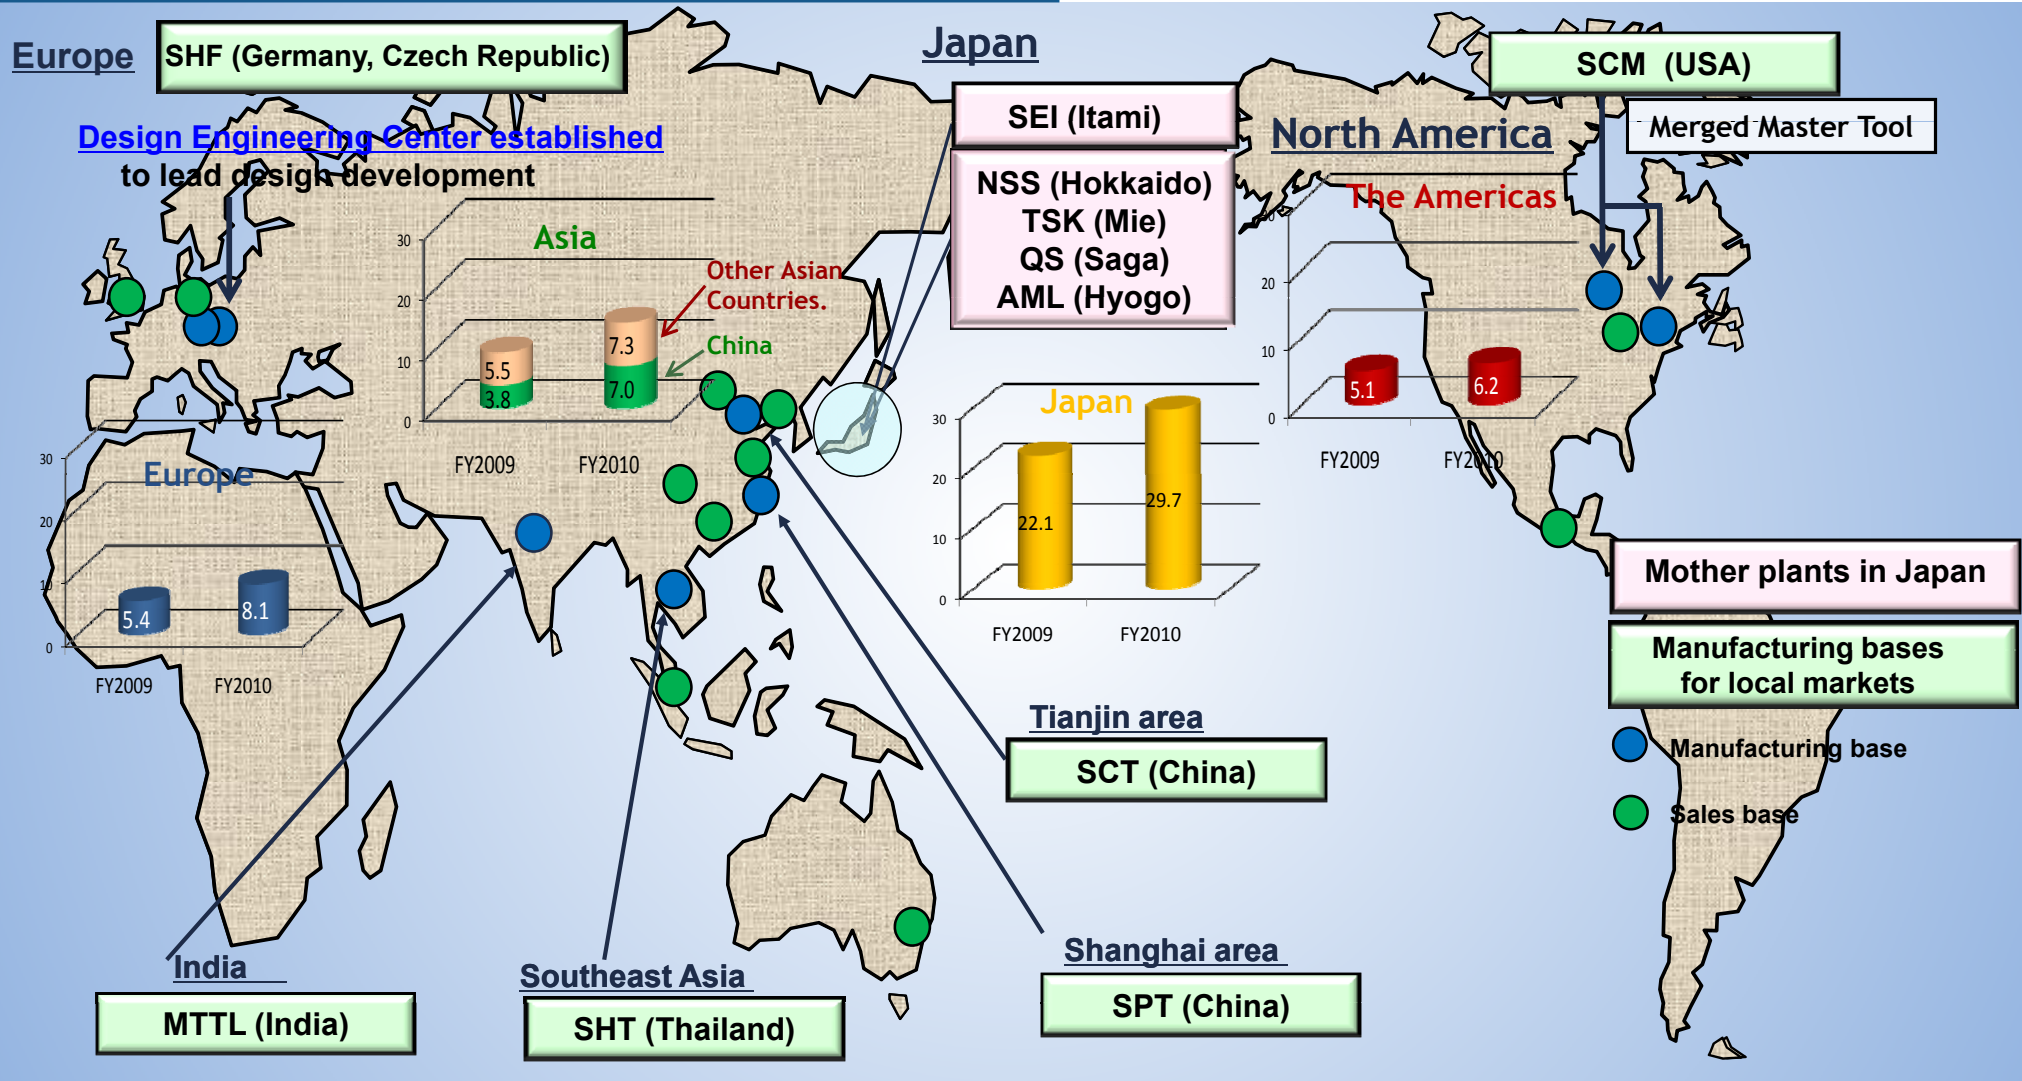 Europe
SHF (Germany, Czech Republic)
Design Engineering Center established
to lead design development
Japan
SEI (Itami)
NSS (Hokkaido)
TSK (Mie)
QS (Saga)
AML (Hyogo)
North America
SCM (USA)
Merged Master Tool
Asia
30
20
10
0
Other Asian
Countries.
China
5.5
3.8
7.3
7.0
FY2009
FY2010
The Americas
30
20
10
0
5.1
6.2
FY2009
FY2010
Japan
30
20
10
0
22.1
29.7
FY2009
FY2010
Europe
30
20
10
0
5.4
8.1
FY2009
FY2010
Mother plants in Japan
Manufacturing bases
for local markets
Manufacturing base
Sales base
Tianjin area
SCT (China)
Shanghai area
SPT (China)
India
MTTL (India)
Southeast Asia
SHT (Thailand)